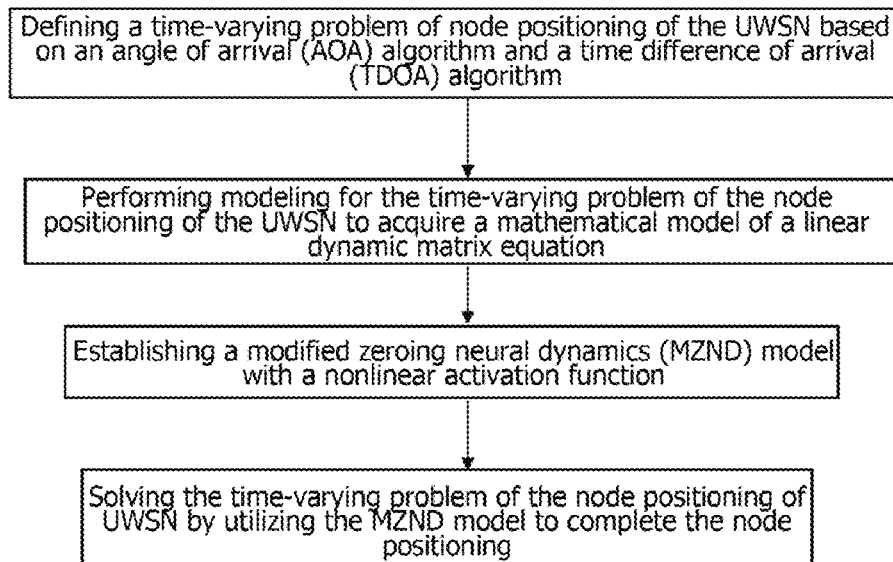 Defining a time-varying problem of node positioning of the UWSN based
on an angle of arrival (AOA) algorithm and a time difference of arrival
(TDOA) algorithm
Performing modeling for the time-varying problem of the node
positioning of the UWSN to acquire a mathematical model of a linear
dynamic matrix equation
Establishing a modified zeroing neural dynamics (MZND) model
with a nonlinear activation function
Solving the time-varying problem of the node positioning of
UWSN by utilizing the MZND model to complete the node
positioning